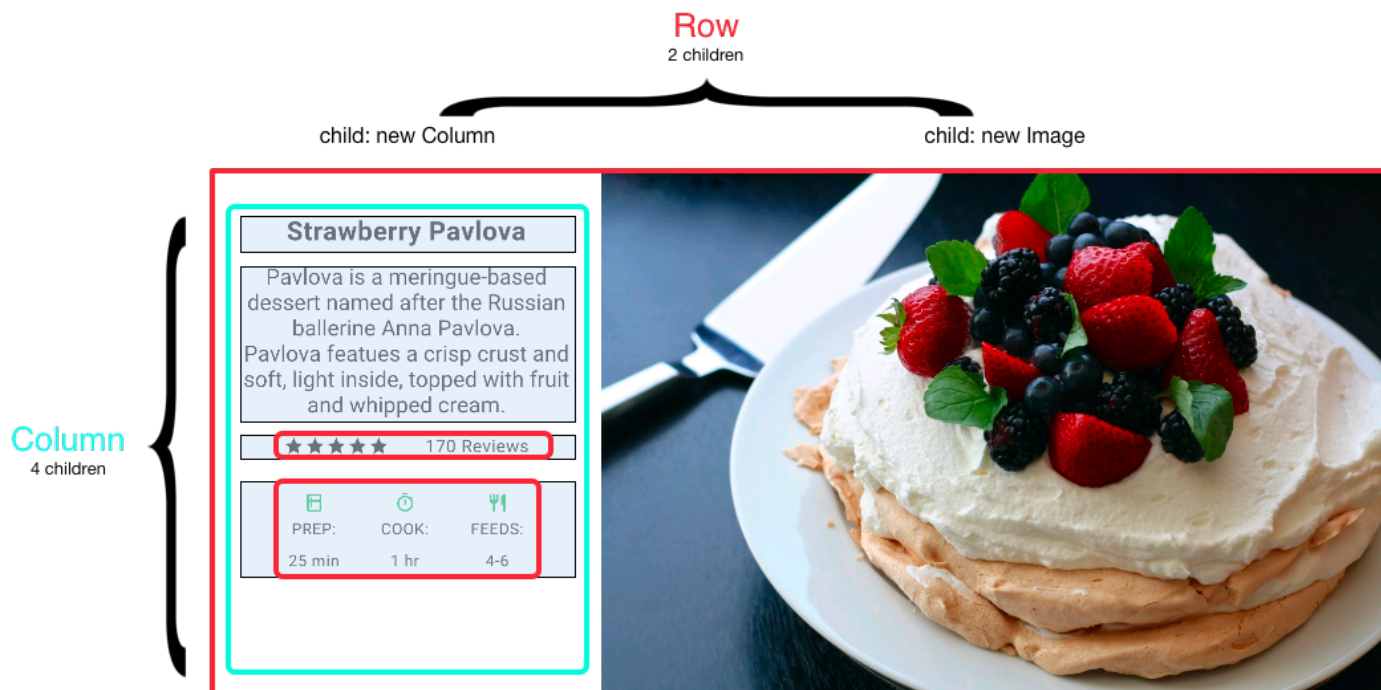 Row
2 children
child: new Column
child: new Image
Column
4 children
Strawberry Pavlova
Pavlova is a meringue-based
dessert named after the Russian
ballerine Anna Pavlova.
Pavlova featues a crisp crust and
soft, light inside, topped with fruit
and whipped cream.
170 Reviews
PREP: COOK: FEEDS:
25 min 1 hr 4-6